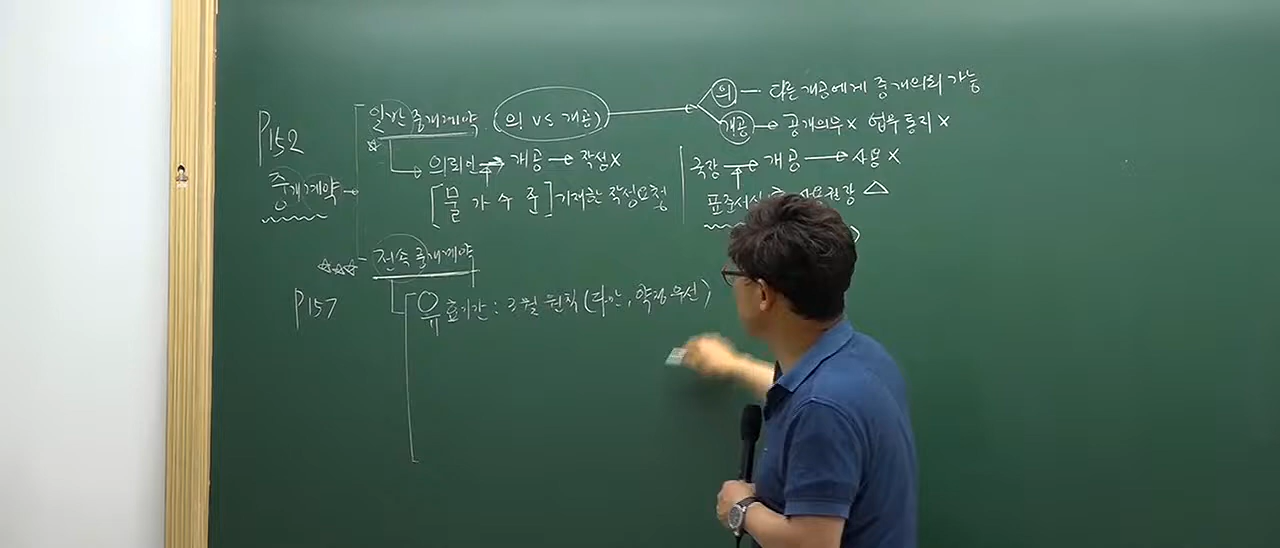 P152
중개계약
일반중개계약 (의 vs 개공)
의 — 다른개공에게 중개의뢰 가능
개공 → 공개의무 X 업무통지 X
의뢰인 → 개공 → 작성 X
[물 가 수 준] 기재한 작성요청
국장 → 개공 → 사용 X
표준서식 사용권장 △
전속중개계약
P157
유효기간 : 3월 원칙 (다만, 약정우선)